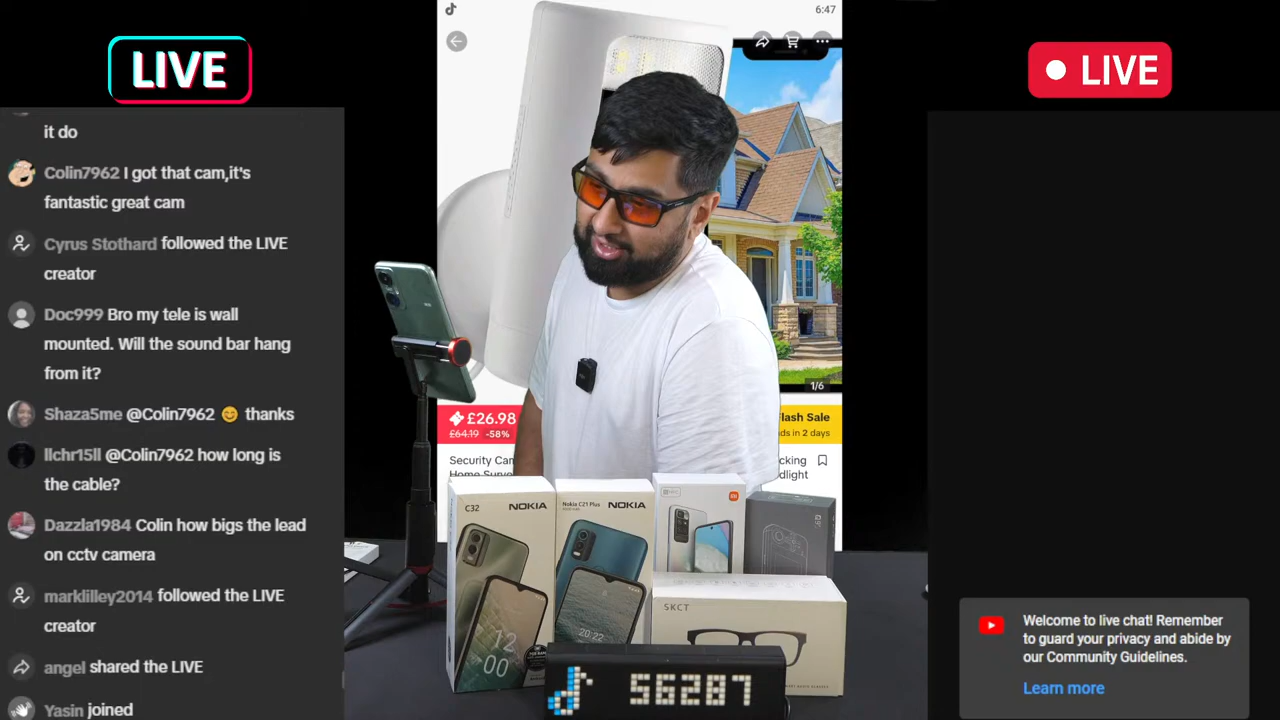 LIVE
it do
Colin7962 I got that cam,it's
fantastic great cam
Cyrus Stothard followed the LIVE
creator
Doc999 Bro my tele is wall
mounted. Will the sound bar hang
from it?
Shaza5me @Colin7962 😊 thanks
llchr15ll @Colin7962 how long is
the cable?
Dazzla1984 Colin how bigs the lead
on cctv camera
marklilley2014 followed the LIVE
creator
angel shared the LIVE
Yasin joined
6:47
1/6
£26.98
£64.19 -58%
Flash Sale
ds in 2 days
Security Cam
Home Surve
cking
dlight
C32 NOKIA
12
00
Nokia C21 Plus NOKIA
20:22
SKCT
56287
LIVE
Welcome to live chat! Remember
to guard your privacy and abide by
our Community Guidelines.
Learn more